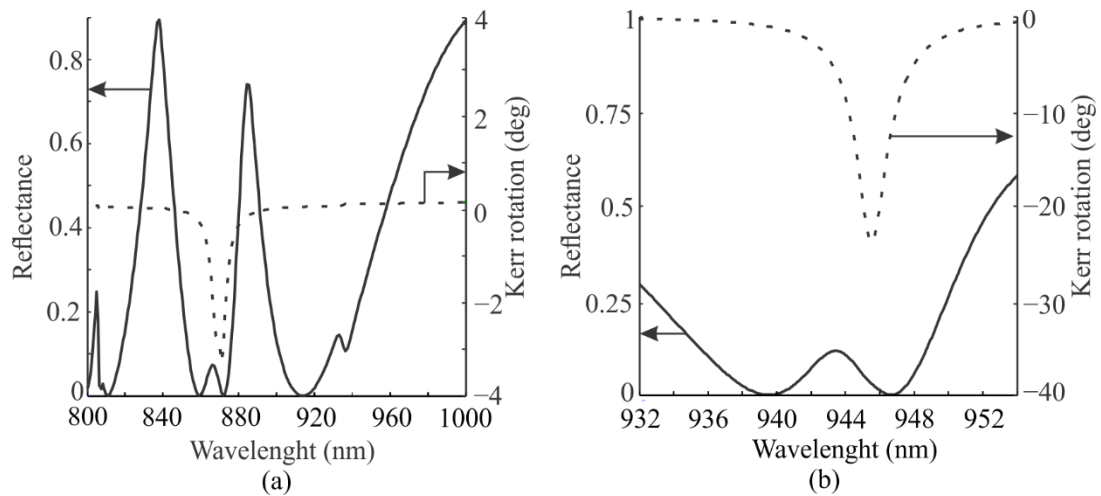 0.8
0.6
0.4
0.2
0
Reflectance
4
2
0
−2
−4
Kerr rotation (deg)
800 840 880 920 960 1000
Wavelenght (nm)
(a)
1
0.75
0.5
0.25
0
Reflectance
0
−10
−20
−30
−40
Kerr rotation (deg)
932 936 940 944 948 952
Wavelenght (nm)
(b)